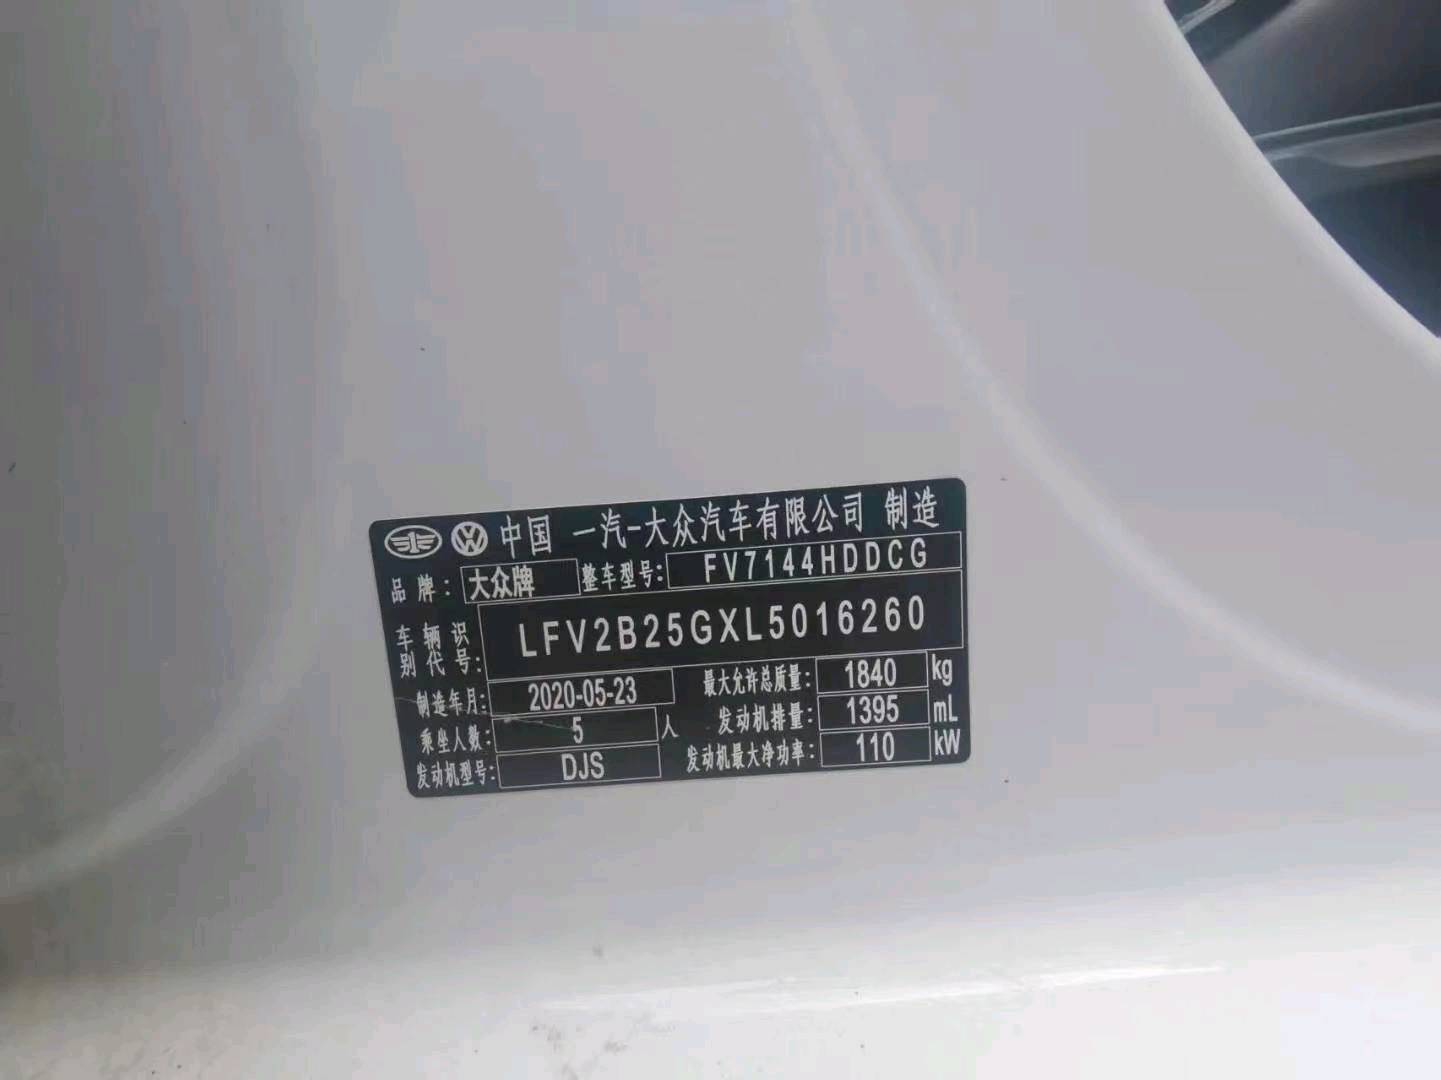 中国 一汽-大众汽车有限公司 制造
品牌: 大众牌 整车型号: FV7144HDDCG
车辆识别代号: LFV2B25GXL5016260
制造年月: 2020-05-23 最大允许总质量: 1840 kg
乘坐人数: 5 人 发动机排量: 1395 mL
发动机型号: DJS 发动机最大净功率: 110 kW